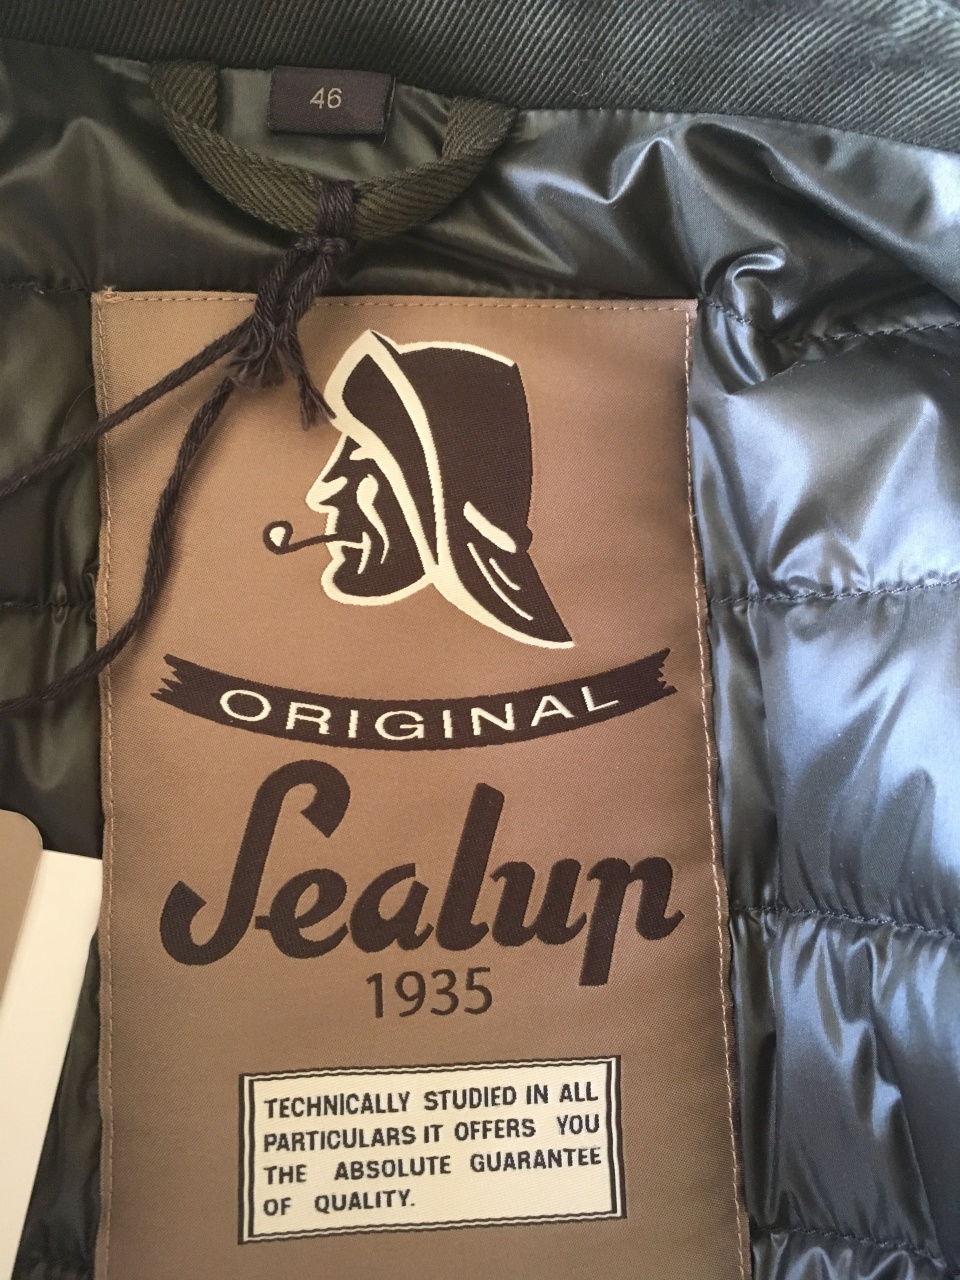 46
ORIGINAL
Sealup
1935
TECHNICALLY STUDIED IN ALL
PARTICULARS IT OFFERS YOU
THE ABSOLUTE GUARANTEE
OF QUALITY.